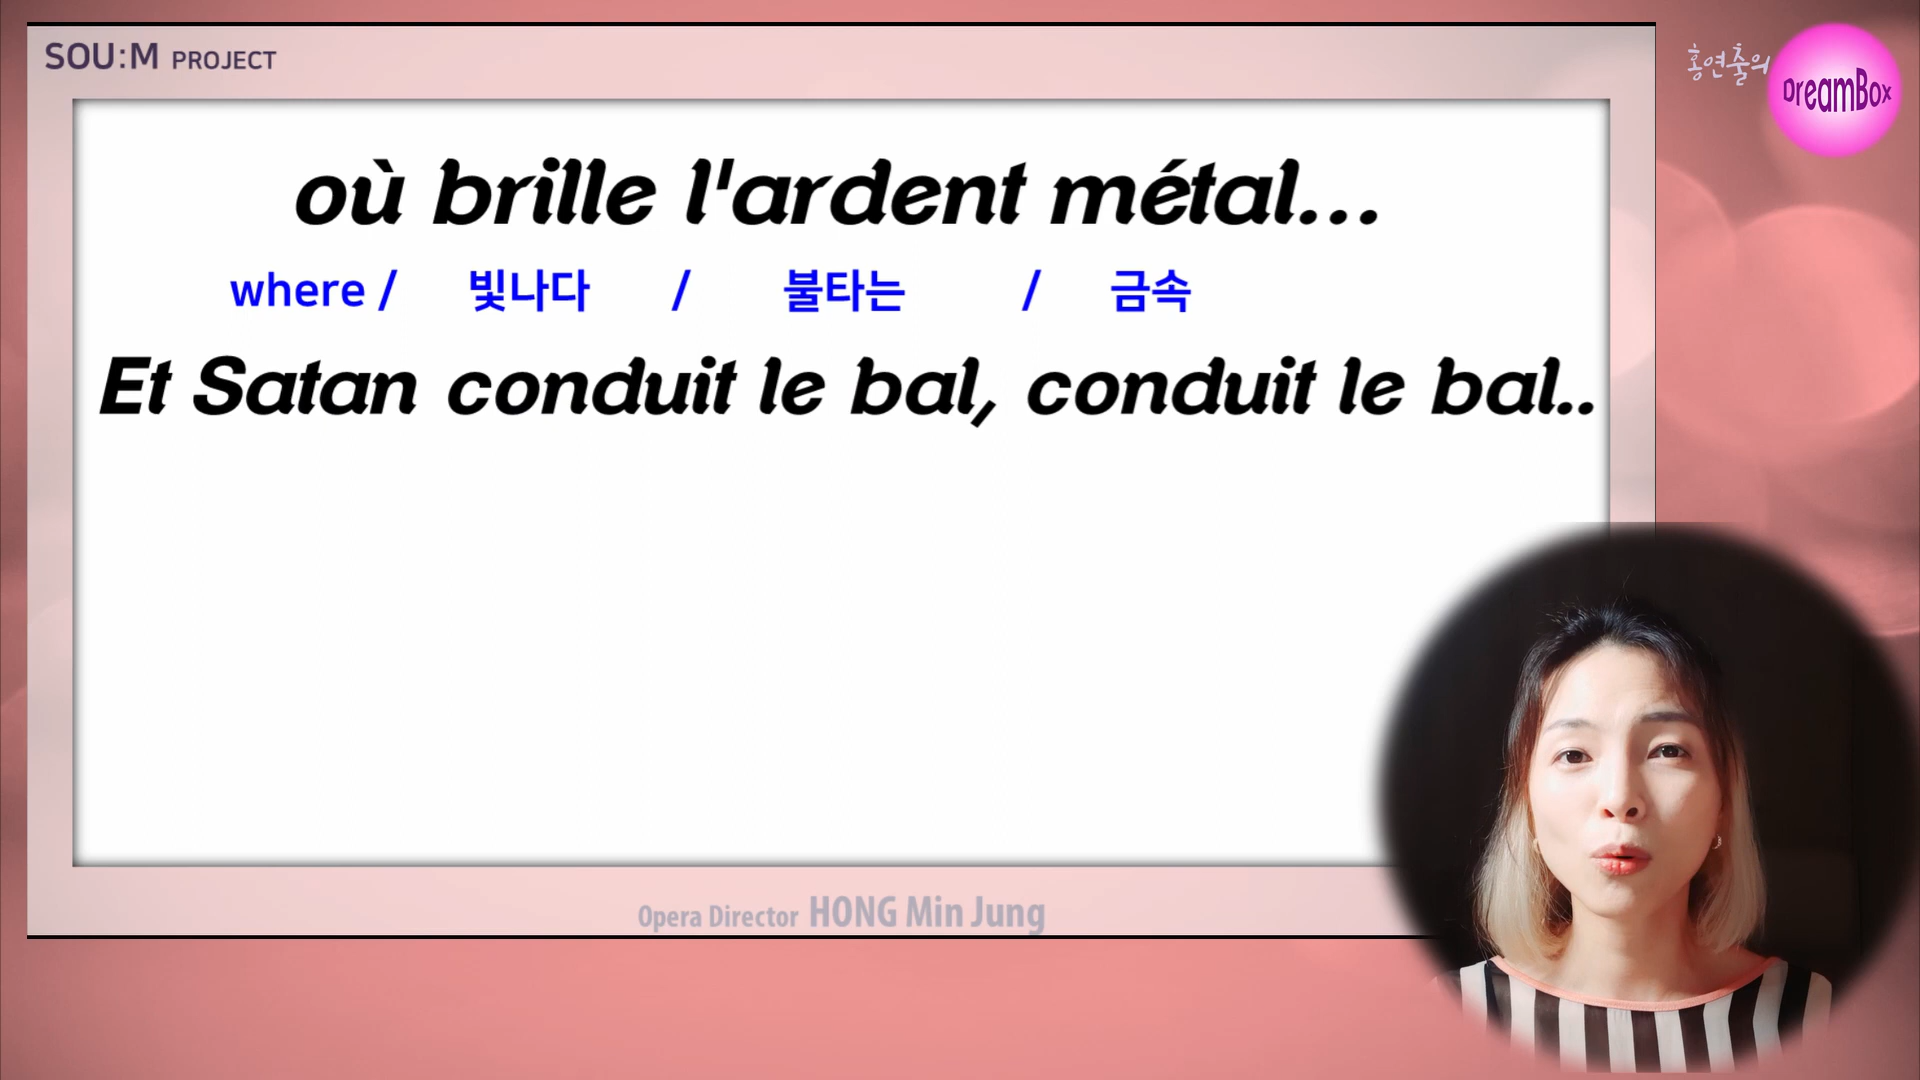 SOU:M PROJECT
홍연출의
DreamBox
où brille l'ardent métal...
where / 빛나다 / 불타는 / 금속
Et Satan conduit le bal, conduit le bal..
Opera Director HONG Min Jung